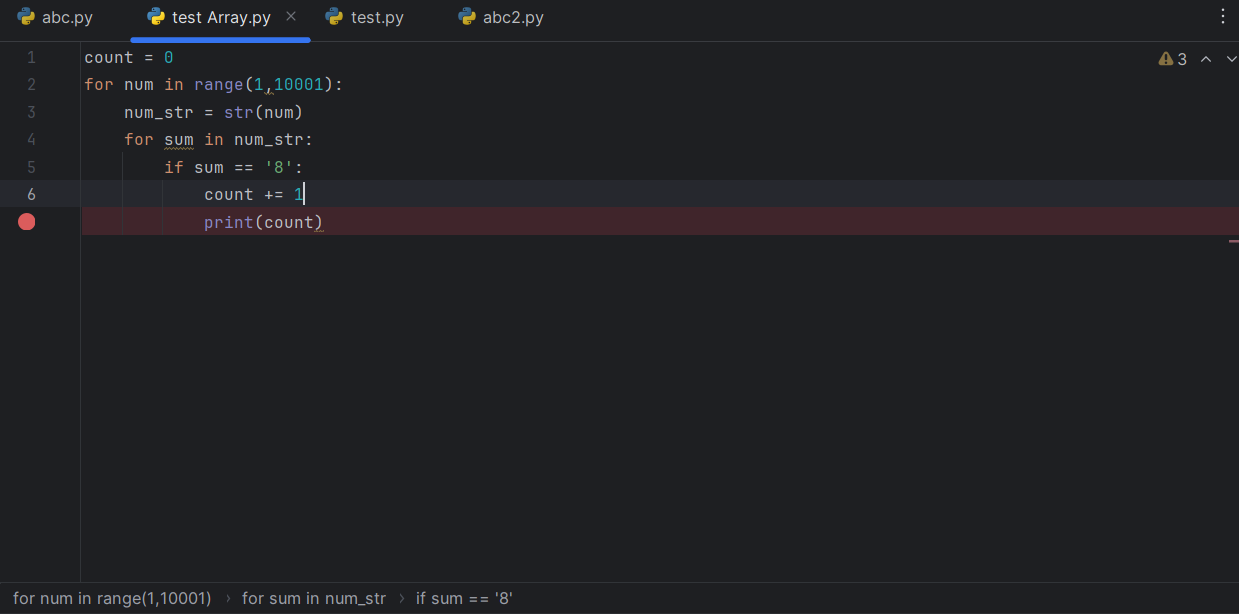 abc.py test Array.py test.py abc2.py
1 count = 0 3
2 for num in range(1,10001):
3     num_str = str(num)
4     for sum in num_str:
5         if sum == '8':
6             count += 1
            print(count)
for num in range(1,10001) › for sum in num_str › if sum == '8'